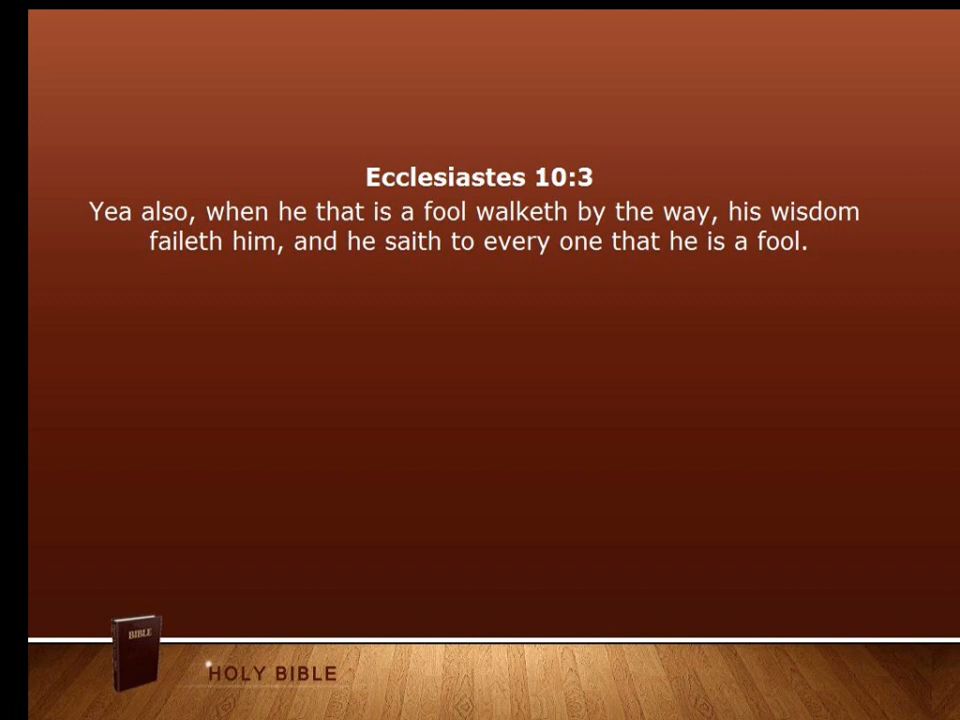 Ecclesiastes 10:3
Yea also, when he that is a fool walketh by the way, his wisdom
faileth him, and he saith to every one that he is a fool.
BIBLE
HOLY BIBLE